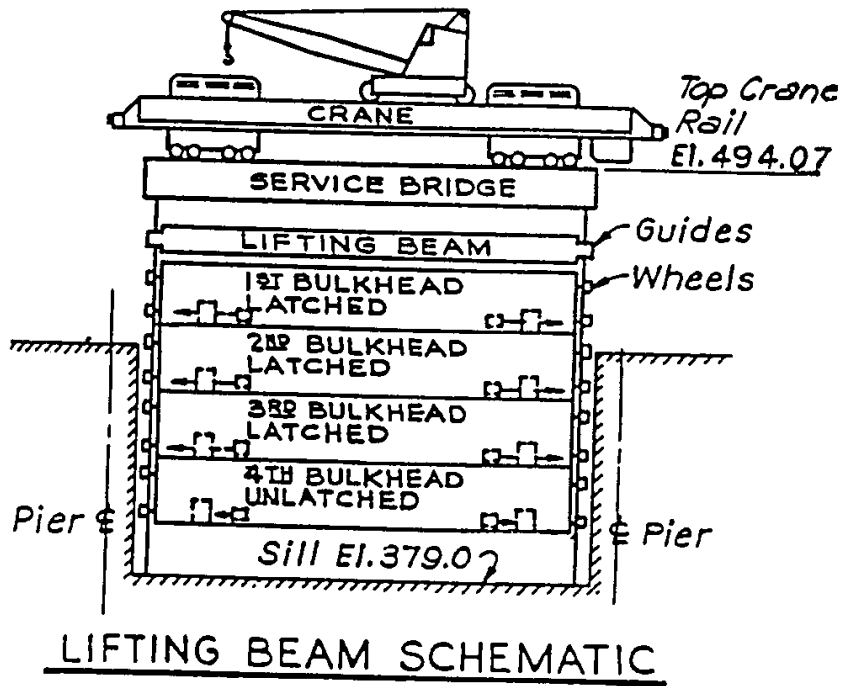 Top Crane
Rail
El. 494.07
CRANE
SERVICE BRIDGE
LIFTING BEAM
Guides
Wheels
1ST BULKHEAD
LATCHED
2ND BULKHEAD
LATCHED
3RD BULKHEAD
LATCHED
4TH BULKHEAD
UNLATCHED
Pier ℄
℄ Pier
Sill El. 379.0
LIFTING BEAM SCHEMATIC